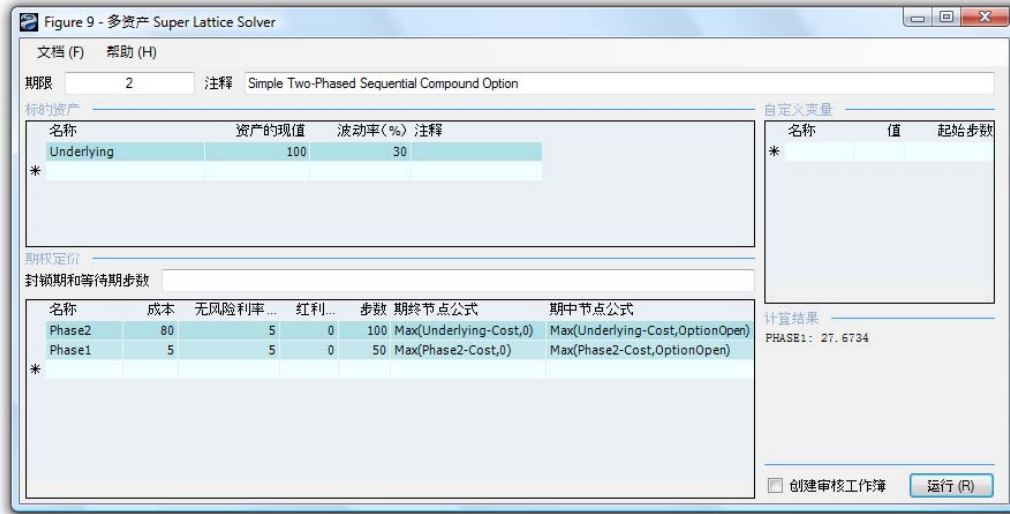 Figure 9 - 多资产 Super Lattice Solver
文档 (F) 帮助 (H)
期限 2 注释 Simple Two-Phased Sequential Compound Option
标的资产
名称 资产的现值 波动率(%) 注释
Underlying 100 30
*
自定义变量
名称 值 起始步数
*
期权定价
封锁期和等待期步数
名称 成本 无风险利率... 红利... 步数 期终节点公式 期中节点公式
Phase2 80 5 0 100 Max(Underlying-Cost,0) Max(Underlying-Cost,OptionOpen)
Phase1 5 5 0 50 Max(Phase2-Cost,0) Max(Phase2-Cost,OptionOpen)
*
计算结果
PHASE1: 27.6734
创建审核工作簿 运行 (R)